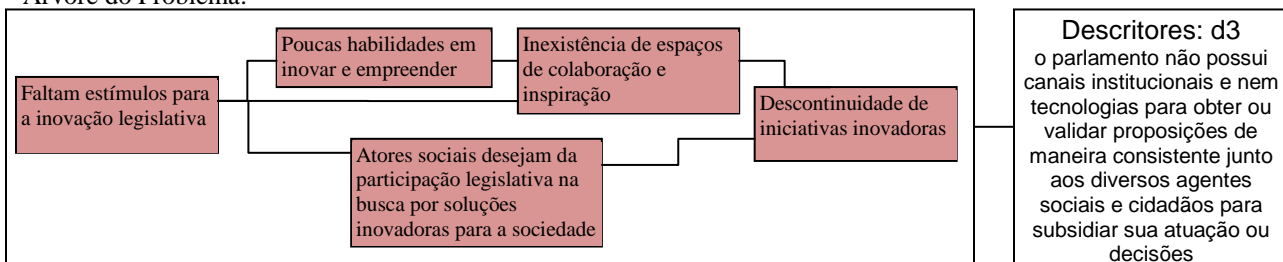 Árvore do Problema:
Faltam estímulos para
a inovação legislativa
Poucas habilidades em
inovar e empreender
Inexistência de espaços
de colaboração e
inspiração
Atores sociais desejam da
participação legislativa na
busca por soluções
inovadoras para a sociedade
Descontinuidade de
iniciativas inovadoras
Descritores: d3
o parlamento não possui
canais institucionais e nem
tecnologias para obter ou
validar proposições de
maneira consistente junto
aos diversos agentes
sociais e cidadãos para
subsidiar sua atuação ou
decisões